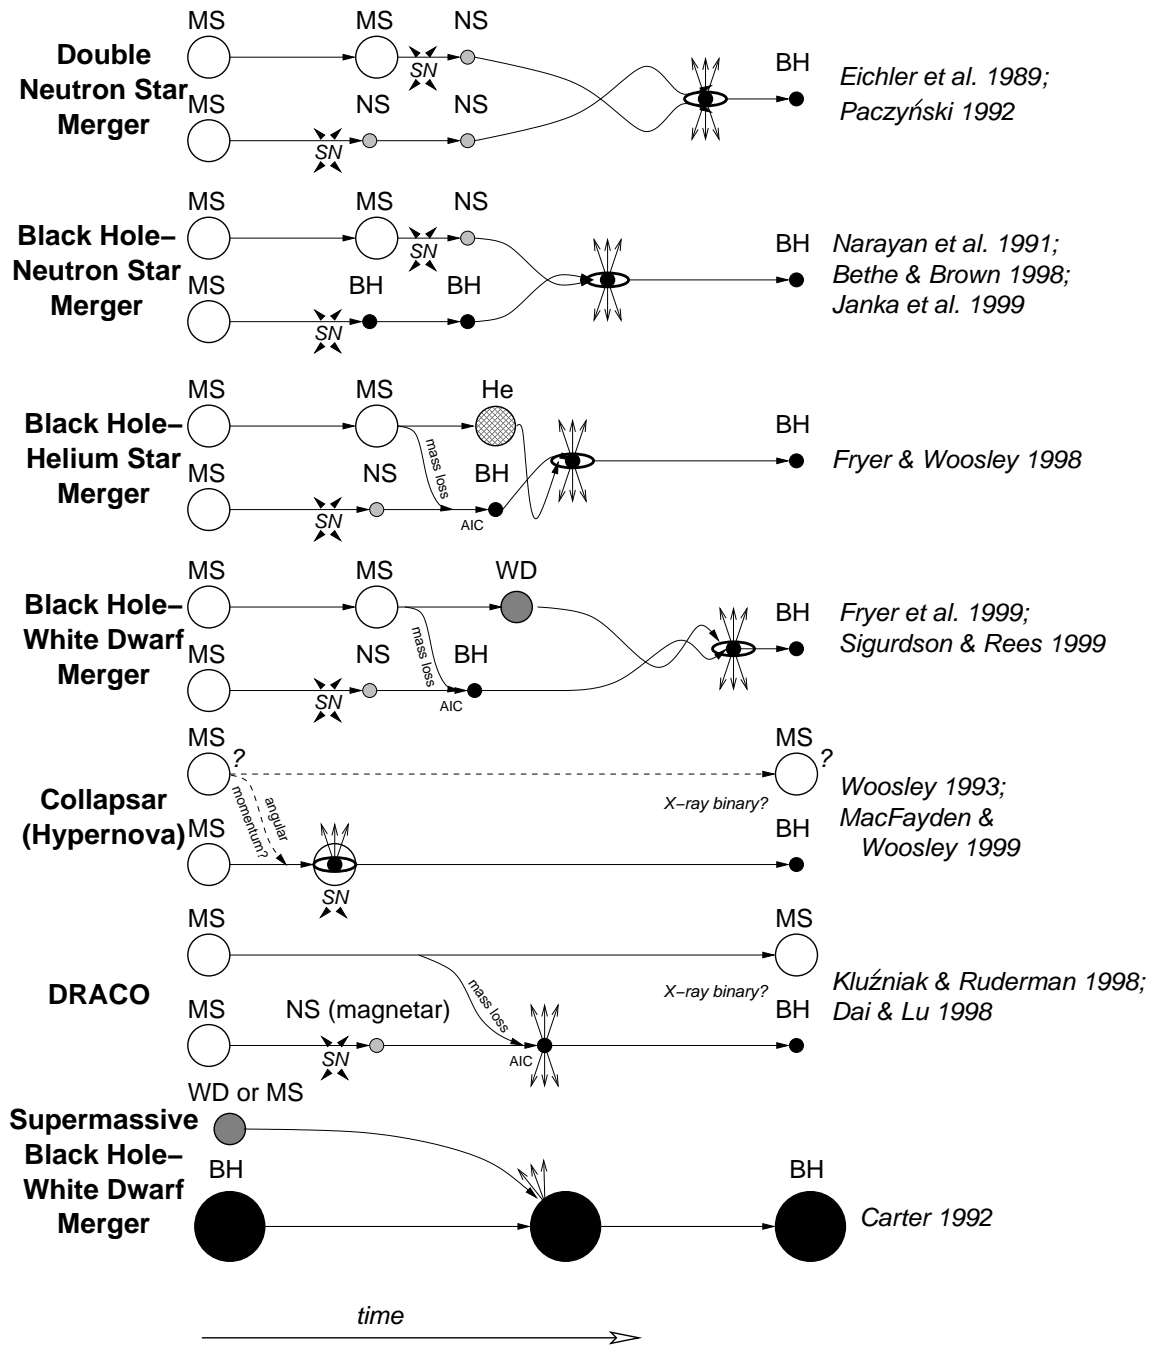 MS MS NS
Double
Neutron Star
Merger
SN
NS NS
MS
SN
BH
Eichler et al. 1989;
Paczyński 1992
MS MS NS
Black Hole–
Neutron Star
Merger
SN
BH BH
MS
SN
BH
Narayan et al. 1991;
Bethe & Brown 1998;
Janka et al. 1999
MS MS He
Black Hole–
Helium Star
Merger
mass loss
MS
NS BH
SN
AIC
BH
Fryer & Woosley 1998
MS MS WD
Black Hole–
White Dwarf
Merger
mass loss
MS
NS BH
SN
AIC
BH
Fryer et al. 1999;
Sigurdson & Rees 1999
MS ?
MS ?
Collapsar
(Hypernova)
angular
momentum?
MS
SN
X–ray binary?
BH
Woosley 1993;
MacFayden &
Woosley 1999
MS
MS
DRACO
mass loss
MS
NS (magnetar)
SN
AIC
X–ray binary?
BH
Kluźniak & Ruderman 1998;
Dai & Lu 1998
WD or MS
Supermassive
Black Hole–
White Dwarf
Merger
BH
BH
Carter 1992
time